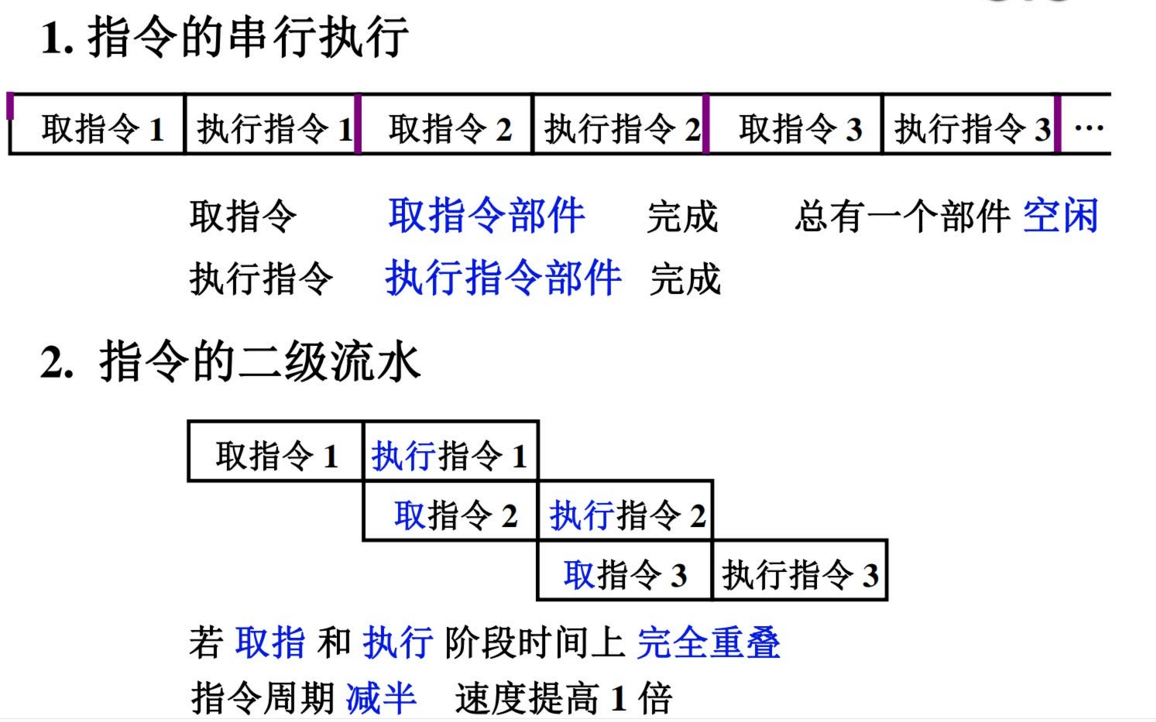 1. 指令的串行执行
取指令 1 执行指令 1 取指令 2 执行指令 2 取指令 3 执行指令 3 …
取指令 取指令部件 完成 总有一个部件 空闲
执行指令 执行指令部件 完成
2. 指令的二级流水
取指令 1 执行指令 1
取指令 2 执行指令 2
取指令 3 执行指令 3
若 取指 和 执行 阶段时间上 完全重叠
指令周期 减半 速度提高 1 倍